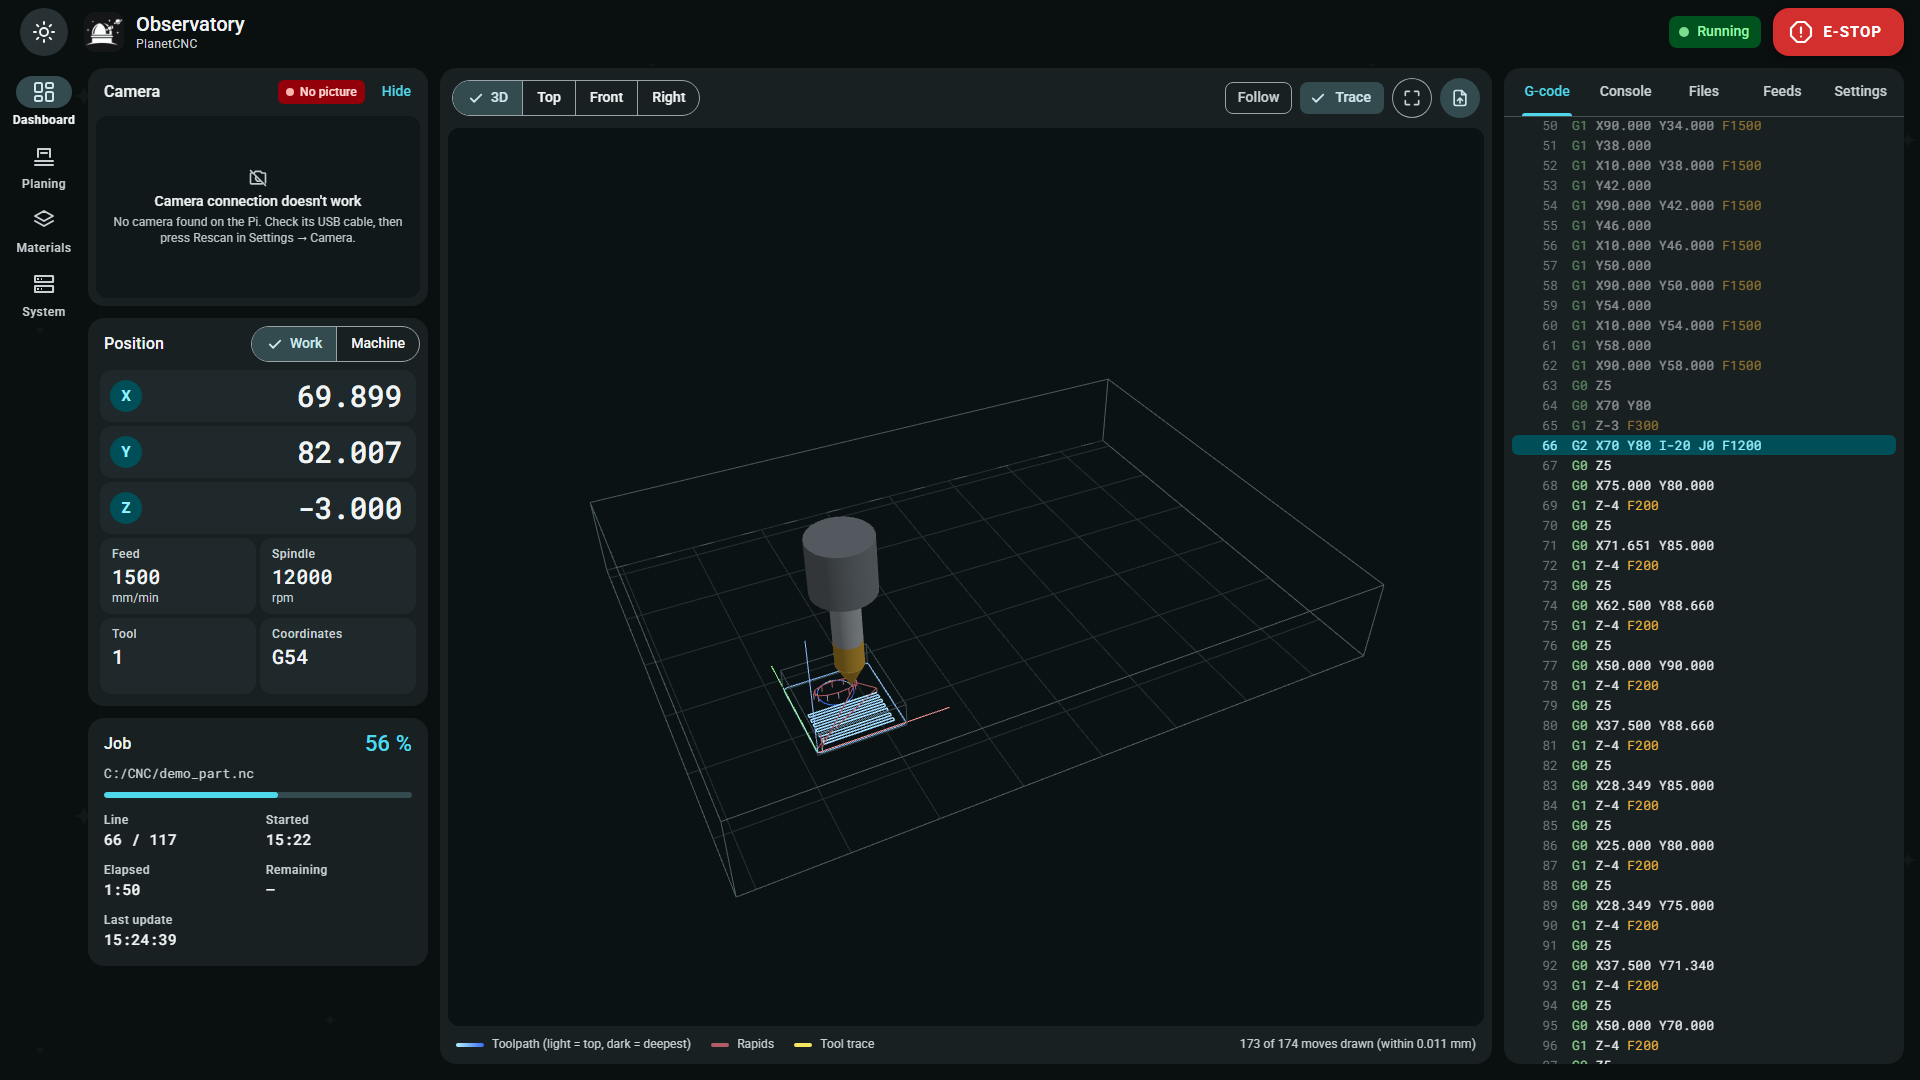 Observatory
PlanetCNC
Running
E-STOP
Dashboard
Planing
Materials
System
Camera
No picture
Hide
Camera connection doesn't work
No camera found on the Pi. Check its USB cable, then
press Rescan in Settings → Camera.
Position
Work
Machine
X
69.899
Y
82.007
Z
-3.000
Feed
1500
mm/min
Spindle
12000
rpm
Tool
1
Coordinates
G54
Job
56 %
C:/CNC/demo_part.nc
Line
66 / 117
Started
15:22
Elapsed
1:50
Remaining
—
Last update
15:24:39
3D
Top
Front
Right
Follow
Trace
Toolpath (light = top, dark = deepest)
Rapids
Tool trace
173 of 174 moves drawn (within 0.011 mm)
G-code
Console
Files
Feeds
Settings
50 G1 X90.000 Y34.000 F1500
51 G1 Y38.000
52 G1 X10.000 Y38.000 F1500
53 G1 Y42.000
54 G1 X90.000 Y42.000 F1500
55 G1 Y46.000
56 G1 X10.000 Y46.000 F1500
57 G1 Y50.000
58 G1 X90.000 Y50.000 F1500
59 G1 Y54.000
60 G1 X10.000 Y54.000 F1500
61 G1 Y58.000
62 G1 X90.000 Y58.000 F1500
63 G0 Z5
64 G0 X70 Y80
65 G1 Z-3 F300
66 G2 X70 Y80 I-20 J0 F1200
67 G0 Z5
68 G0 X75.000 Y80.000
69 G1 Z-4 F200
70 G0 Z5
71 G0 X71.651 Y85.000
72 G1 Z-4 F200
73 G0 Z5
74 G0 X62.500 Y88.660
75 G1 Z-4 F200
76 G0 Z5
77 G0 X50.000 Y90.000
78 G1 Z-4 F200
79 G0 Z5
80 G0 X37.500 Y88.660
81 G1 Z-4 F200
82 G0 Z5
83 G0 X28.349 Y85.000
84 G1 Z-4 F200
85 G0 Z5
86 G0 X25.000 Y80.000
87 G1 Z-4 F200
88 G0 Z5
89 G0 X28.349 Y75.000
90 G1 Z-4 F200
91 G0 Z5
92 G0 X37.500 Y71.340
93 G1 Z-4 F200
94 G0 Z5
95 G0 X50.000 Y70.000
96 G1 Z-4 F200